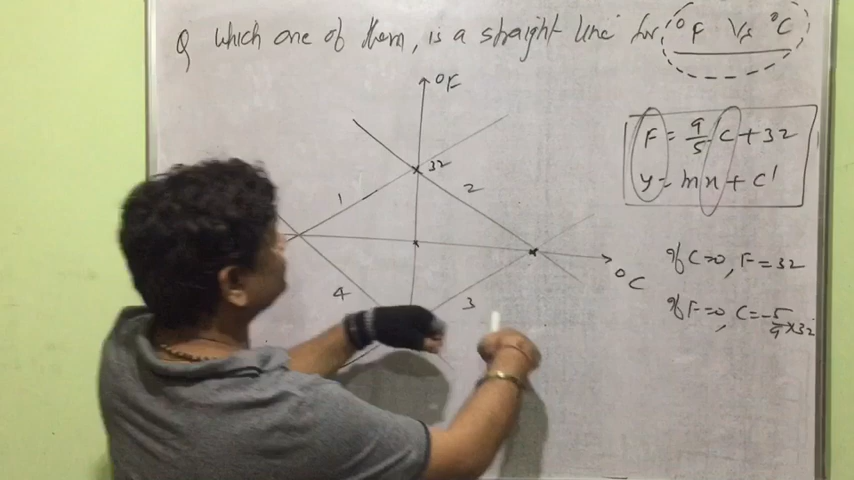 Q which one of them, is a straight line for °F Vs °C
°F
32
1
2
°C
4
3
F = 9/5 C + 32
y = mx + c'
If C=0, F = 32
If F=0, C = -5/9 x 32